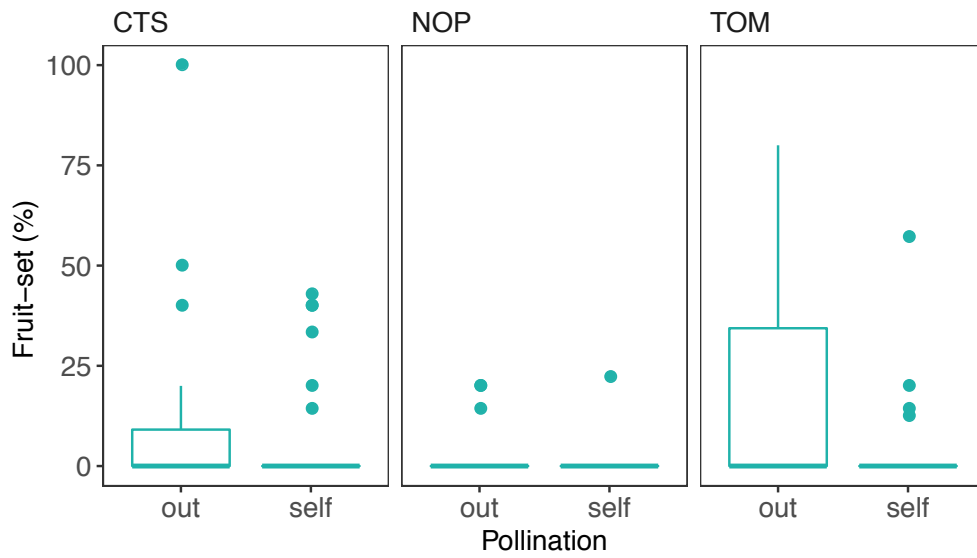 CTS NOP TOM
100
75
50
25
0
Fruit−set (%)
out self out self out self
Pollination